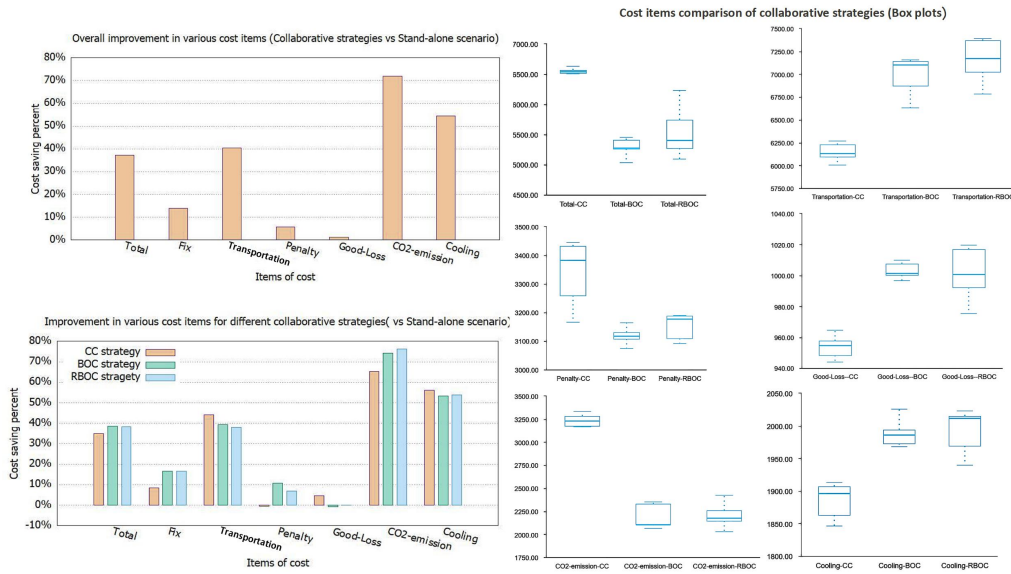 Overall improvement in various cost items (Collaborative strategies vs Stand-alone scenario)
80%
70%
60%
50%
40%
30%
20%
10%
0%
Cost saving percent
Total
Fix
Transportation
Penalty
Good-Loss
CO2-emission
Cooling
Items of cost
Improvement in various cost items for different collaborative strategies( vs Stand-alone scenario)
CC strategy
BOC strategy
RBOC stragety
80%
70%
60%
50%
40%
30%
20%
10%
0%
-10%
Cost saving percent
Total
Fix
Transportation
Penalty
Good-Loss
CO2-emission
Cooling
Items of cost
Cost items comparison of collaborative strategies (Box plots)
7000.00
6500.00
6000.00
5500.00
5000.00
4500.00
Total-CC
Total-BOC
Total-RBOC
7500.00
7250.00
7000.00
6750.00
6500.00
6250.00
6000.00
5750.00
Transportation-CC
Transportation-BOC
Transportation-RBOC
3500.00
3400.00
3300.00
3200.00
3100.00
3000.00
Penalty-CC
Penalty-BOC
Penalty-RBOC
1040.00
1020.00
1000.00
980.00
960.00
940.00
Good-Loss--CC
Good-Loss--BOC
Good-Loss--RBOC
3500.00
3250.00
3000.00
2750.00
2500.00
2250.00
2000.00
1750.00
CO2-emission-CC
CO2-emission-BOC
CO2-emission-RBOC
2050.00
2000.00
1950.00
1900.00
1850.00
1800.00
Cooling-CC
Cooling-BOC
Cooling-RBOC